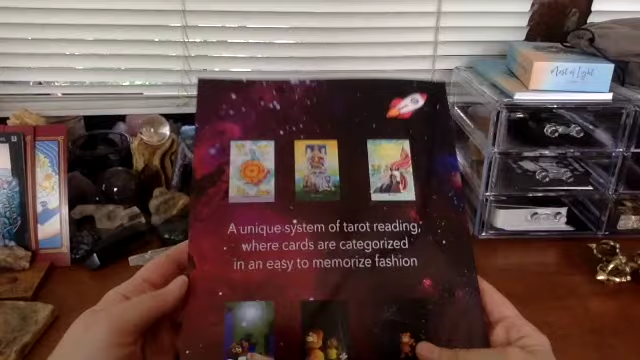 A unique system of tarot reading,
where cards are categorized
in an easy to memorize fashion